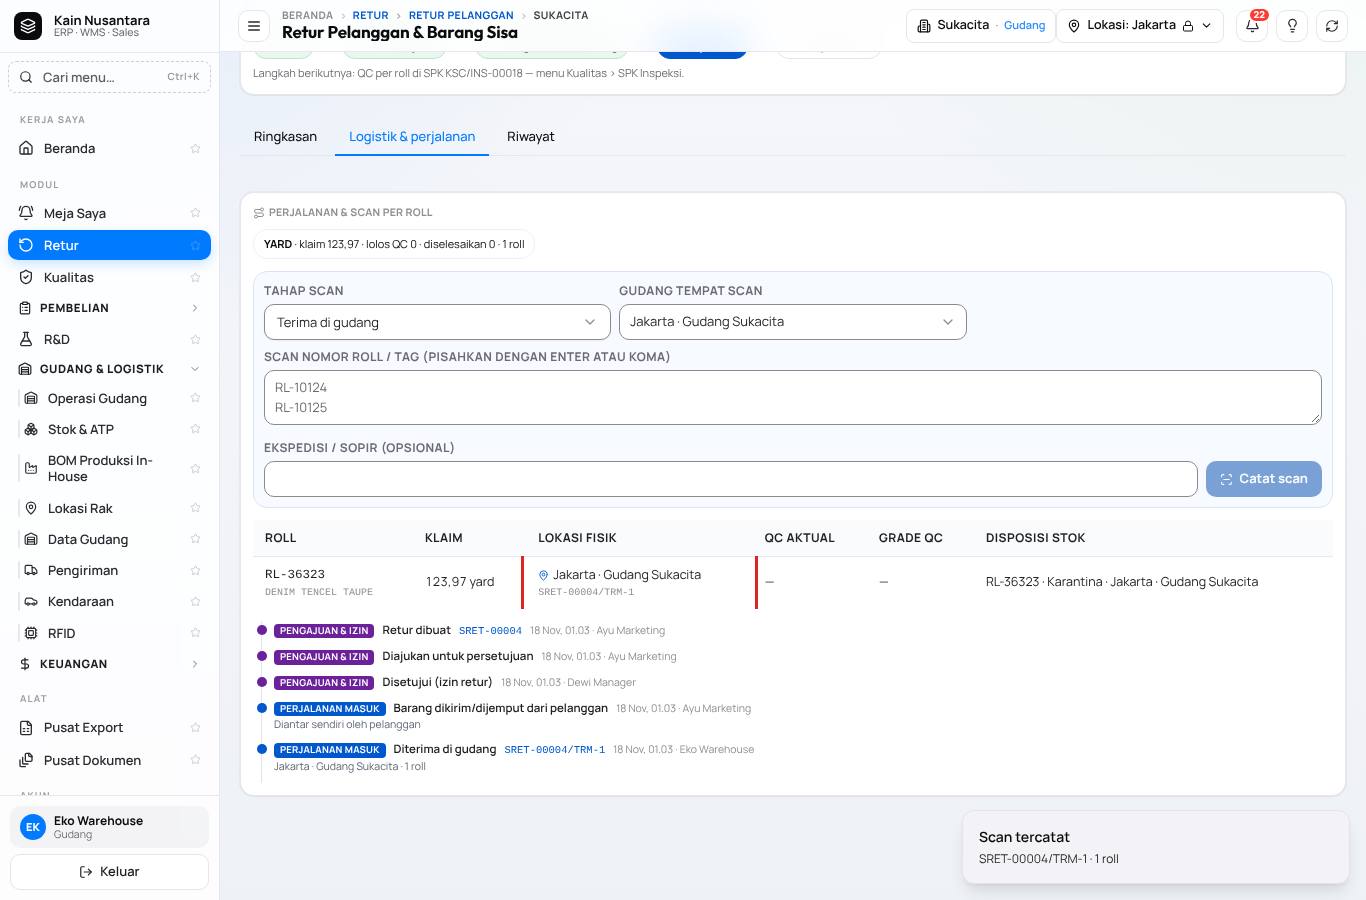 Kain Nusantara
ERP · WMS · Sales
Cari menu... Ctrl+K
KERJA SAYA
Beranda
MODUL
Meja Saya
Retur
Kualitas
PEMBELIAN
R&D
GUDANG & LOGISTIK
Operasi Gudang
Stok & ATP
BOM Produksi In-
House
Lokasi Rak
Data Gudang
Pengiriman
Kendaraan
RFID
KEUANGAN
ALAT
Pusat Export
Pusat Dokumen
EK
Eko Warehouse
Gudang
Keluar
BERANDA › RETUR › RETUR PELANGGAN › SUKACITA
Retur Pelanggan & Barang Sisa
Sukacita · Gudang
Lokasi: Jakarta
22
Langkah berikutnya: QC per roll di SPK KSC/INS-00018 — menu Kualitas › SPK Inspeksi.
Ringkasan Logistik & perjalanan Riwayat
PERJALANAN & SCAN PER ROLL
YARD · klaim 123,97 · lolos QC 0 · diselesaikan 0 · 1 roll
TAHAP SCAN GUDANG TEMPAT SCAN
Terima di gudang Jakarta · Gudang Sukacita
SCAN NOMOR ROLL / TAG (PISAHKAN DENGAN ENTER ATAU KOMA)
RL-10124
RL-10125
EKSPEDISI / SOPIR (OPSIONAL)
Catat scan
ROLL KLAIM LOKASI FISIK QC AKTUAL GRADE QC DISPOSISI STOK
RL-36323 123,97 yard Jakarta · Gudang Sukacita — — RL-36323 · Karantina · Jakarta · Gudang Sukacita
DENIM TENCEL TAUPE SRET-00004/TRM-1
PENGAJUAN & IZIN Retur dibuat SRET-00004 18 Nov, 01.03 · Ayu Marketing
PENGAJUAN & IZIN Diajukan untuk persetujuan 18 Nov, 01.03 · Ayu Marketing
PENGAJUAN & IZIN Disetujui (izin retur) 18 Nov, 01.03 · Dewi Manager
PERJALANAN MASUK Barang dikirim/dijemput dari pelanggan 18 Nov, 01.03 · Ayu Marketing
Diantar sendiri oleh pelanggan
PERJALANAN MASUK Diterima di gudang SRET-00004/TRM-1 18 Nov, 01.03 · Eko Warehouse
Jakarta · Gudang Sukacita · 1 roll
Scan tercatat
SRET-00004/TRM-1 · 1 roll